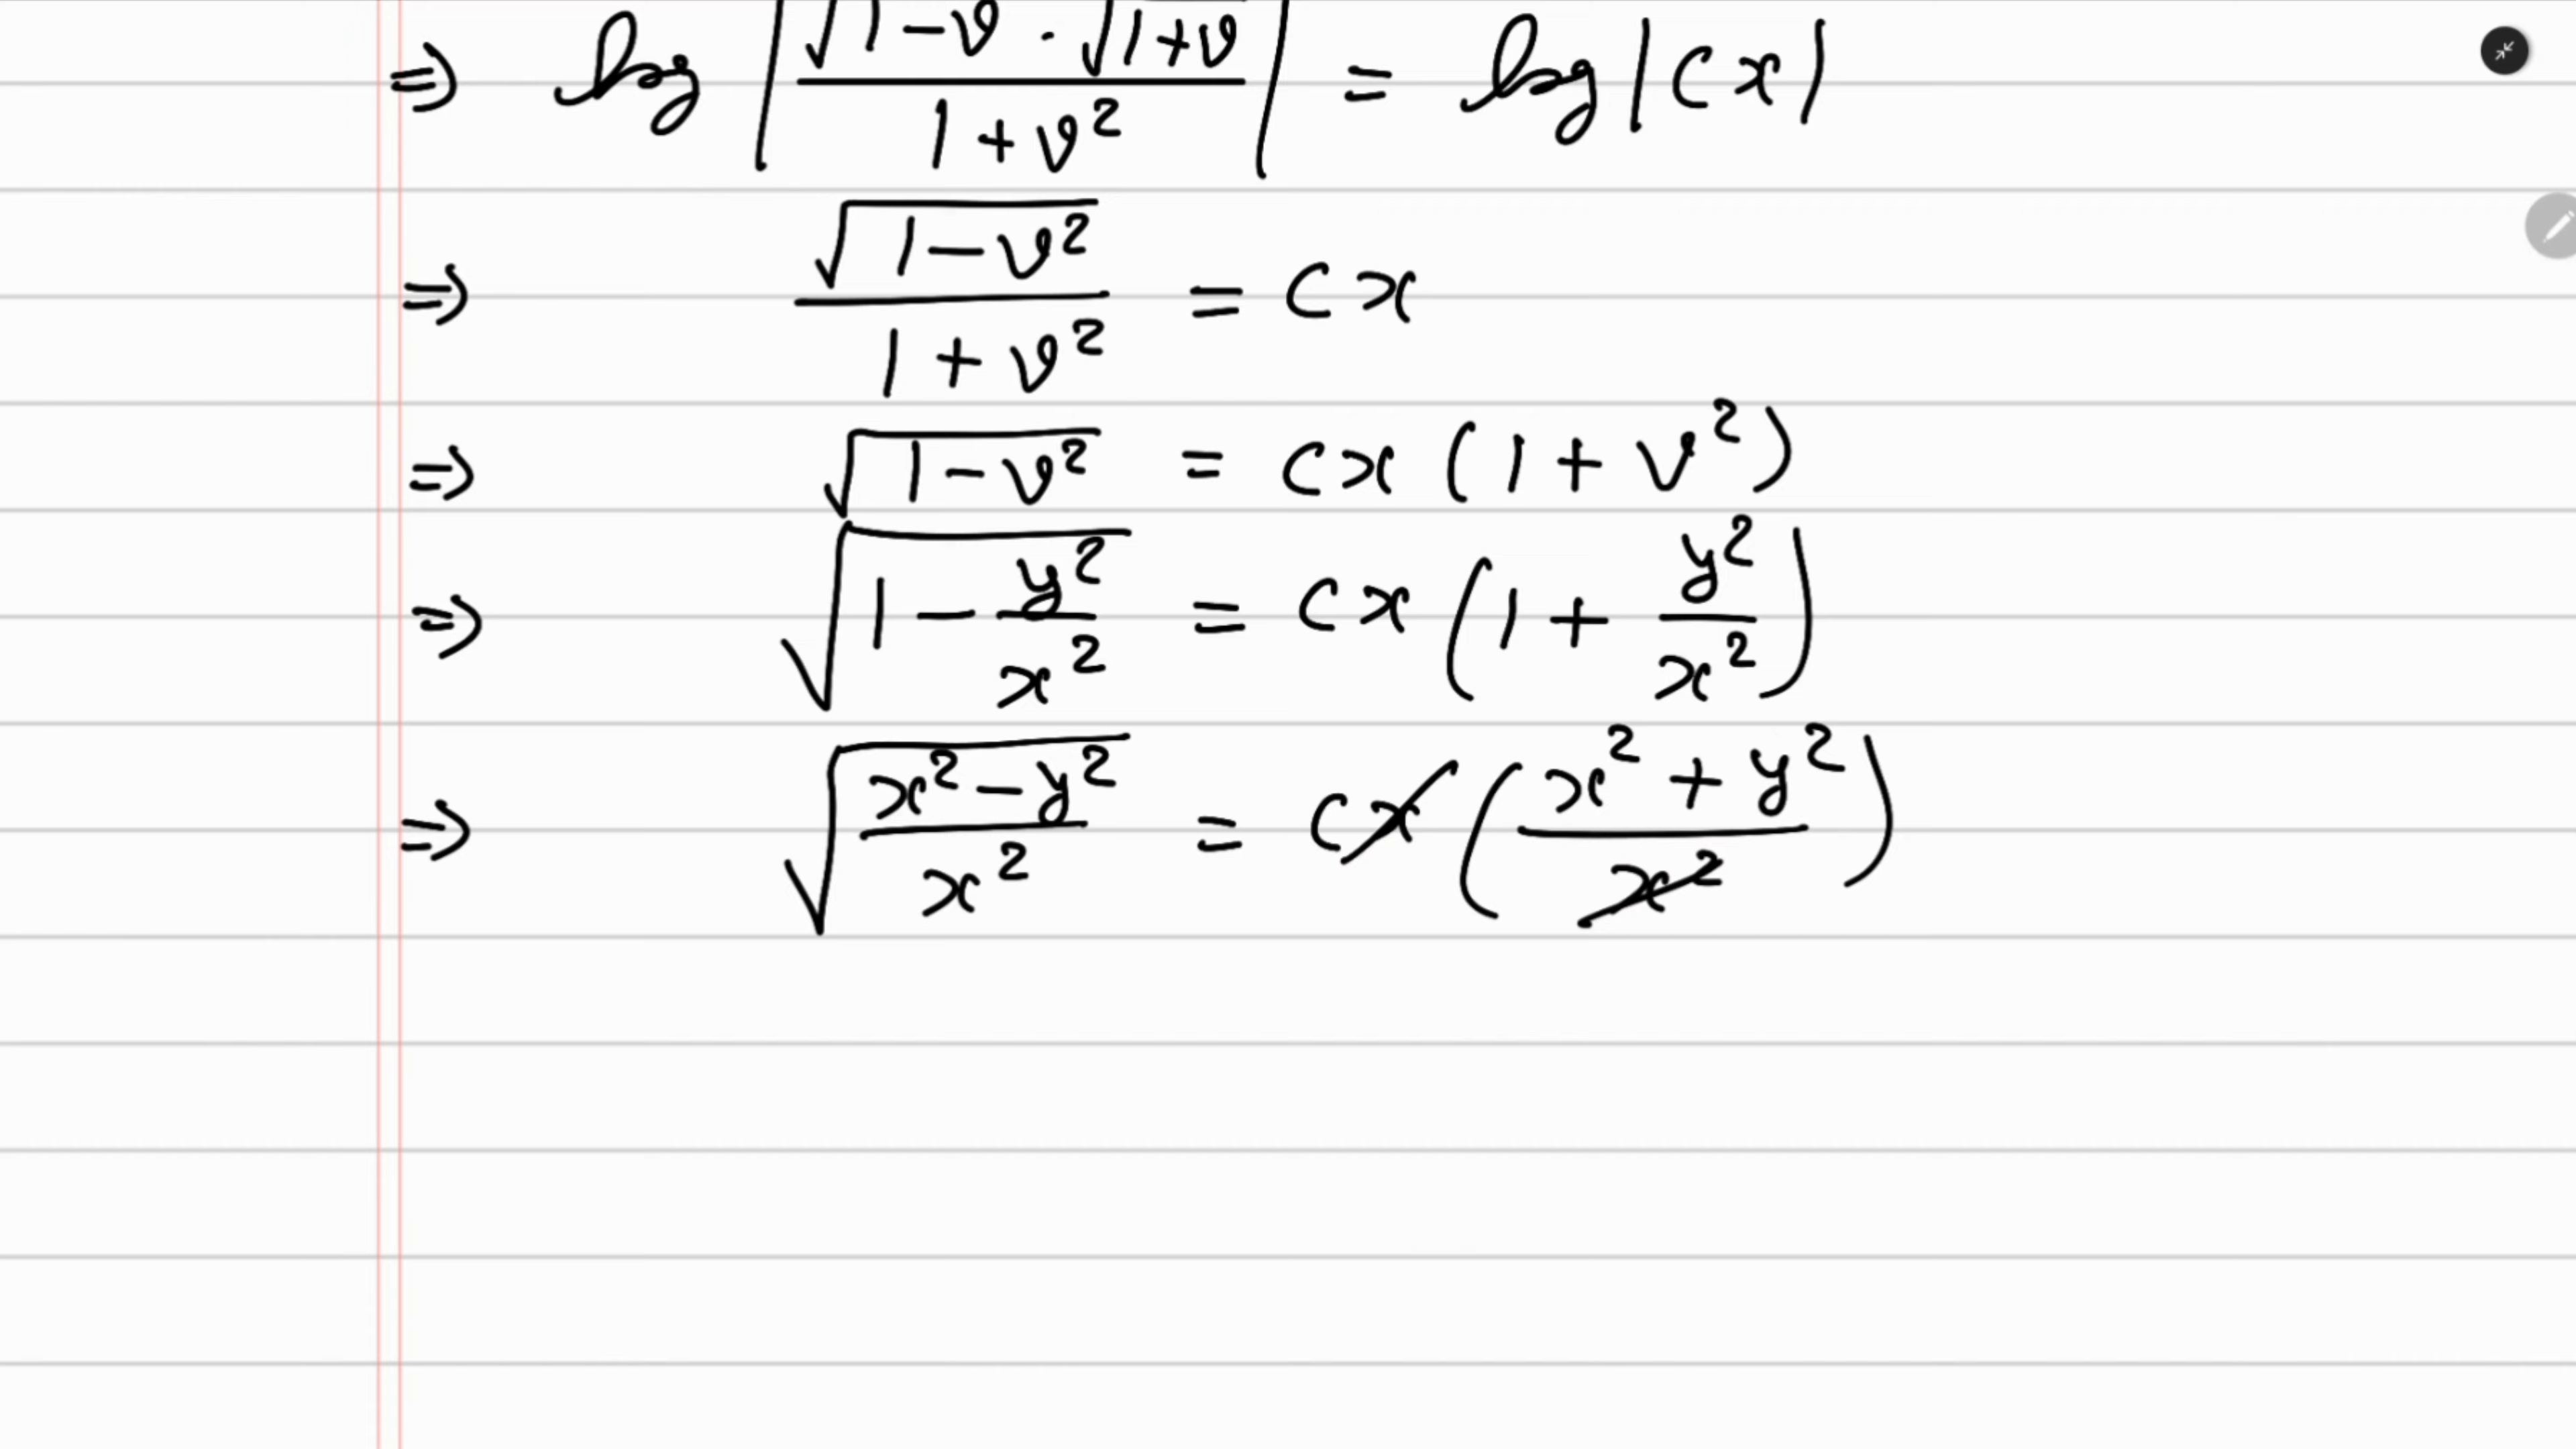 ⇒ log | √1-v · √1+v / 1+v² | = log|cx|
⇒ √(1-v²) / 1+v² = cx
⇒ √(1-v²) = cx(1+v²)
⇒ √(1 - y²/x²) = cx(1 + y²/x²)
⇒ √(x²-y²/x²) = cx(x²+y²/x²)